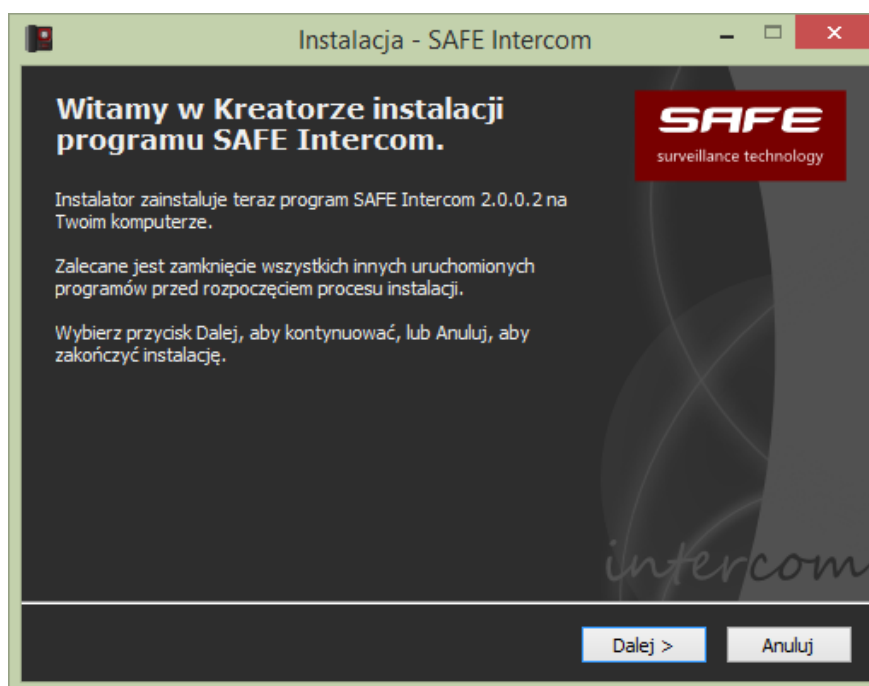 Instalacja - SAFE Intercom
Witamy w Kreatorze instalacji
programu SAFE Intercom.
SAFE
surveillance technology
Instalator zainstaluje teraz program SAFE Intercom 2.0.0.2 na
Twoim komputerze.
Zalecane jest zamknięcie wszystkich innych uruchomionych
programów przed rozpoczęciem procesu instalacji.
Wybierz przycisk Dalej, aby kontynuować, lub Anuluj, aby
zakończyć instalację.
intercom
Dalej >
Anuluj